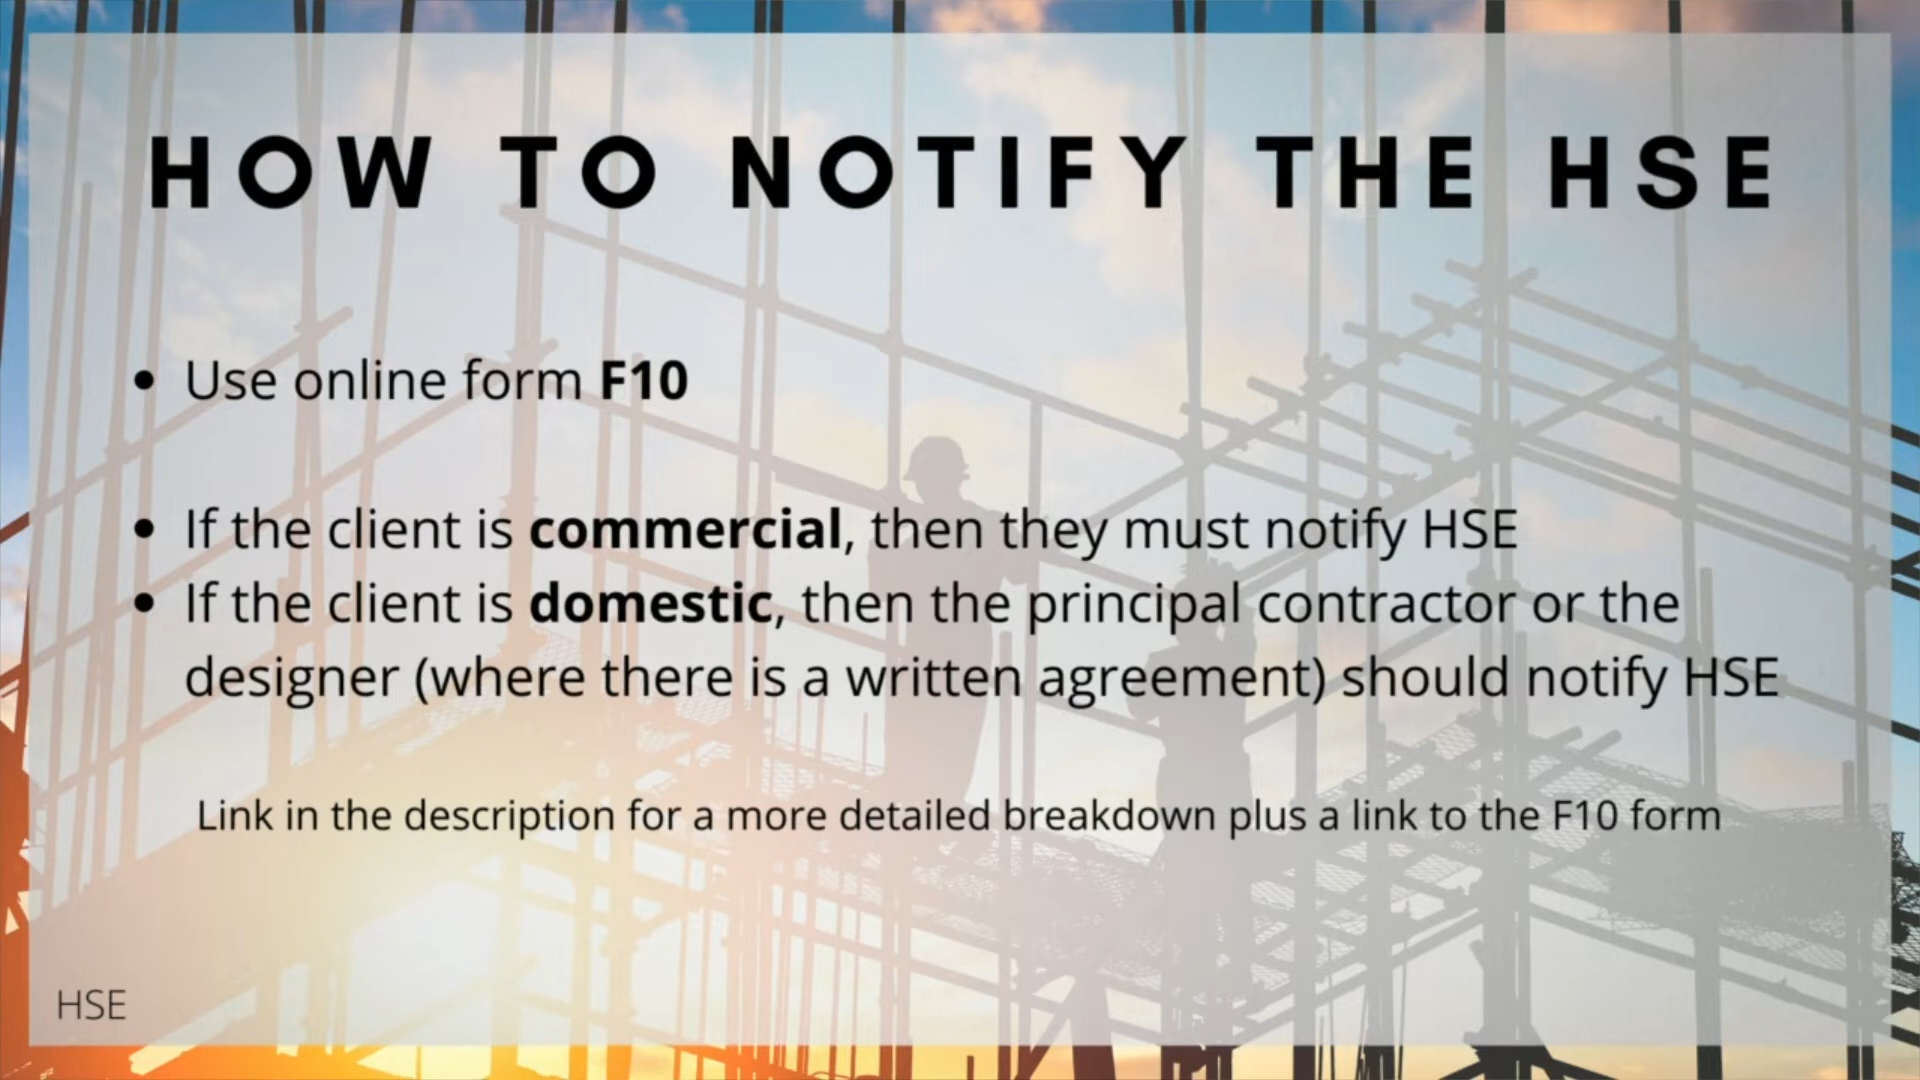 HOW TO NOTIFY THE HSE
• Use online form F10
• If the client is commercial, then they must notify HSE
• If the client is domestic, then the principal contractor or the
designer (where there is a written agreement) should notify HSE
Link in the description for a more detailed breakdown plus a link to the F10 form
HSE